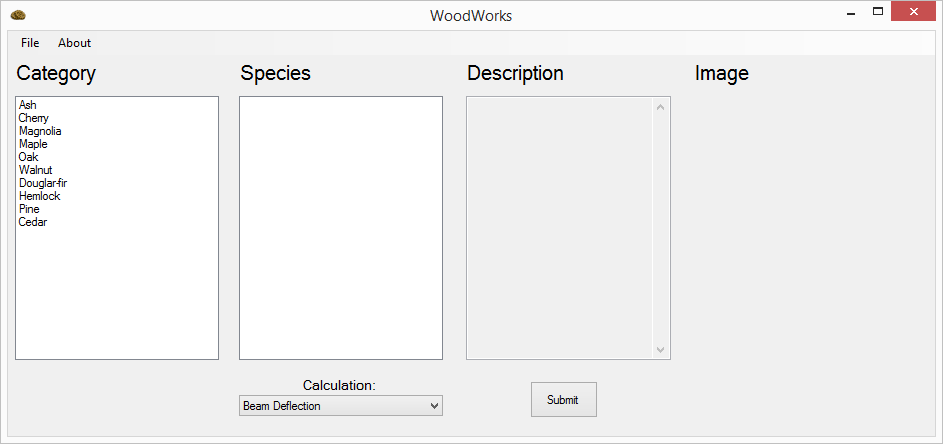 WoodWorks
File About
Category Species Description Image
Ash
Cherry
Magnolia
Maple
Oak
Walnut
Douglar-fir
Hemlock
Pine
Cedar
Calculation:
Beam Deflection
Submit